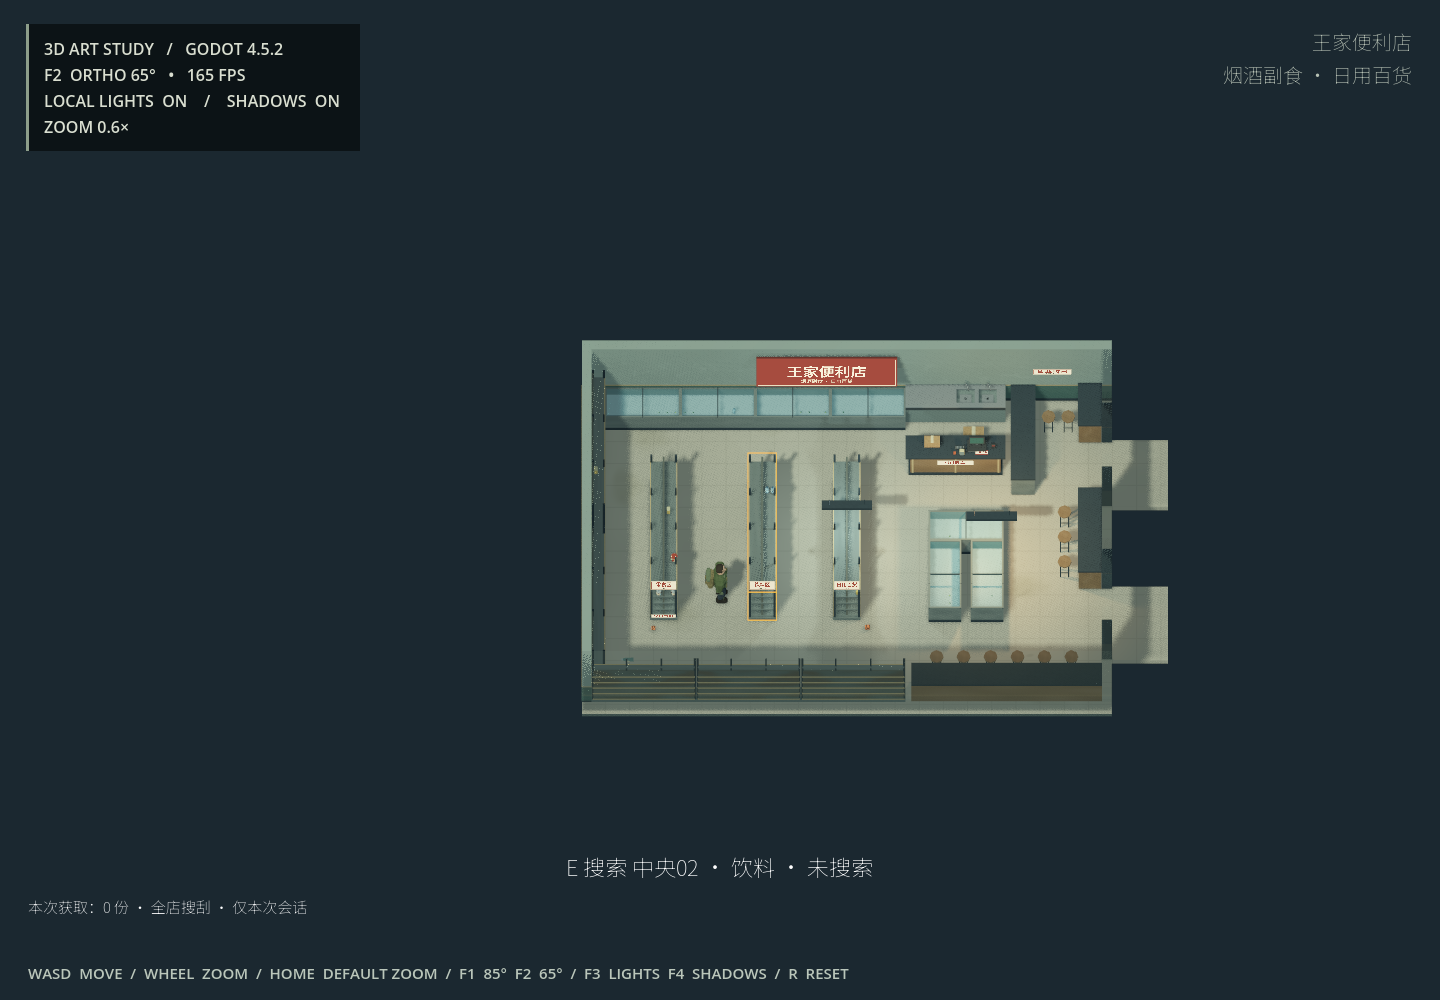 3D ART STUDY / GODOT 4.5.2
F2 ORTHO 65° • 165 FPS
LOCAL LIGHTS ON / SHADOWS ON
ZOOM 0.6×
王家便利店
烟酒副食 · 日用百货
王家便利店
E 搜索 中央02 · 饮料 · 未搜索
本次获取：0 份 · 全店搜刮 · 仅本次会话
WASD MOVE / WHEEL ZOOM / HOME DEFAULT ZOOM / F1 85° F2 65° / F3 LIGHTS F4 SHADOWS / R RESET